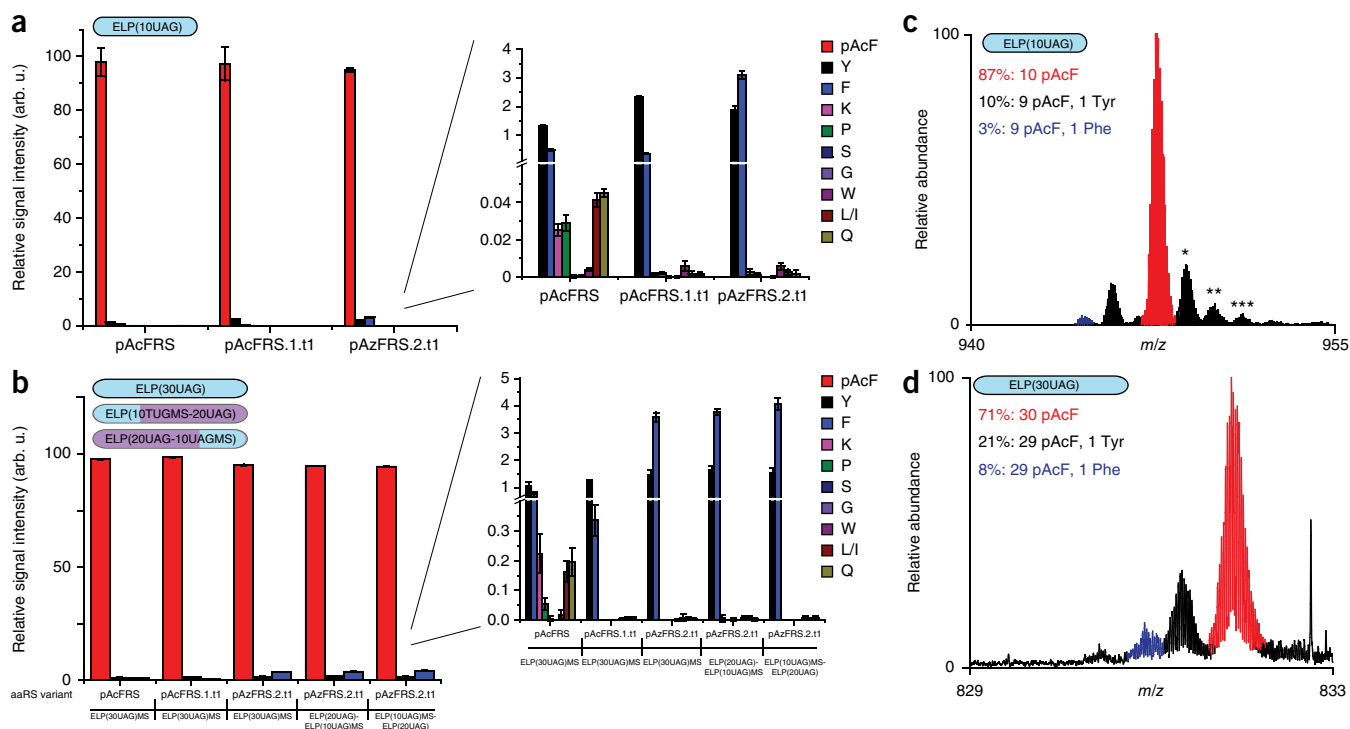 a
ELP(10UAG)
Relative signal intensity (arb. u.)
100
80
60
40
20
0
pAcFRS
pAcFRS.1.t1
pAzFRS.2.t1
4
3
2
1
0.04
0.02
0
pAcFRS
pAcFRS.1.t1
pAzFRS.2.t1
pAcF
Y
F
K
P
S
G
W
L/I
Q
b
ELP(30UAG)
ELP(10TUGMS-20UAG)
ELP(20UAG-10UAGMS)
Relative signal intensity (arb. u.)
100
50
0
aaRS variant
pAcFRS
pAcFRS.1.t1
pAzFRS.2.t1
pAzFRS.2.t1
pAzFRS.2.t1
ELP(30UAG)MS
ELP(30UAG)MS
ELP(30UAG)MS
ELP(20UAG)-
ELP(10UAG)MS
ELP(10UAG)MS-
ELP(20UAG)
5
4
3
2
1
0.3
0.2
0.1
0.0
pAcFRS
pAcFRS.1.t1
pAzFRS.2.t1
pAzFRS.2.t1
pAzFRS.2.t1
ELP(30UAG)MS
ELP(30UAG)MS
ELP(30UAG)MS
ELP(20UAG)-
ELP(10UAG)MS
ELP(10UAG)MS-
ELP(20UAG)
pAcF
Y
F
K
P
S
G
W
L/I
Q
c
ELP(10UAG)
87%: 10 pAcF
10%: 9 pAcF, 1 Tyr
3%: 9 pAcF, 1 Phe
Relative abundance
100
0
*
**
***
940
m/z
955
d
ELP(30UAG)
71%: 30 pAcF
21%: 29 pAcF, 1 Tyr
8%: 29 pAcF, 1 Phe
Relative abundance
100
0
829
m/z
833